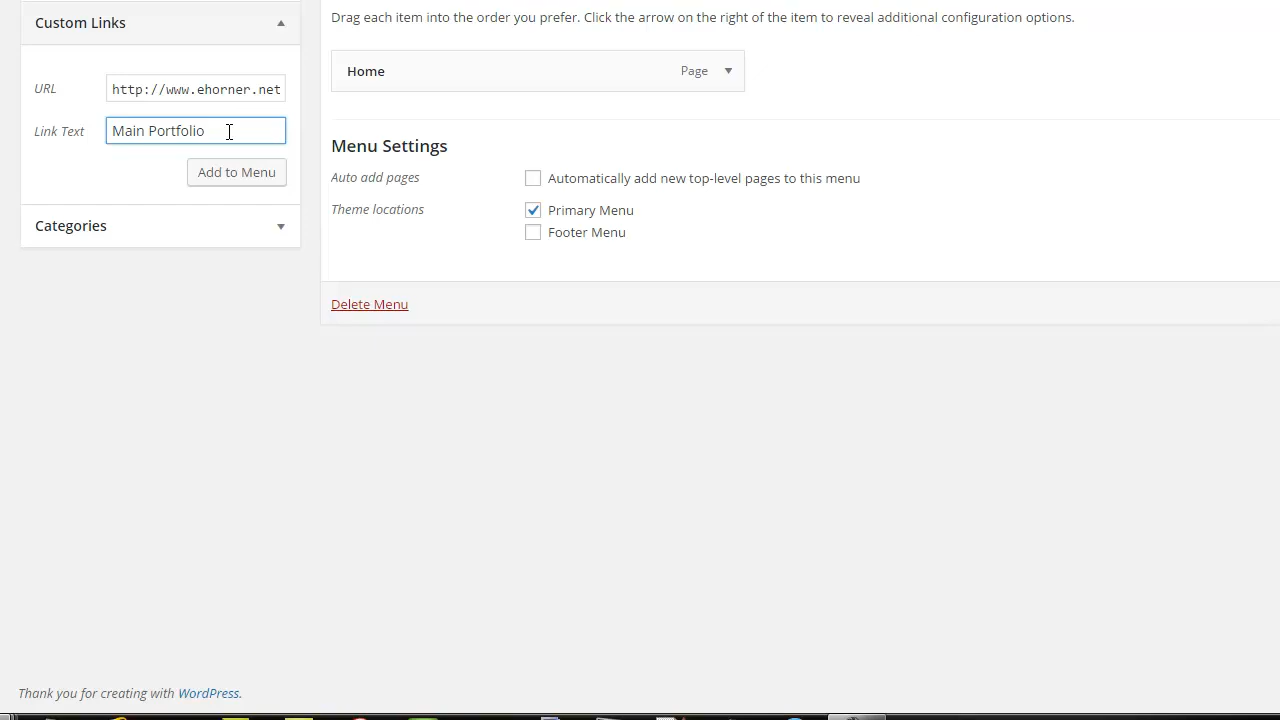 Custom Links
Drag each item into the order you prefer. Click the arrow on the right of the item to reveal additional configuration options.
Home Page
URL http://www.ehorner.net
Link Text Main Portfolio
Add to Menu
Categories
Menu Settings
Auto add pages Automatically add new top-level pages to this menu
Theme locations Primary Menu
Footer Menu
Delete Menu
Thank you for creating with WordPress.